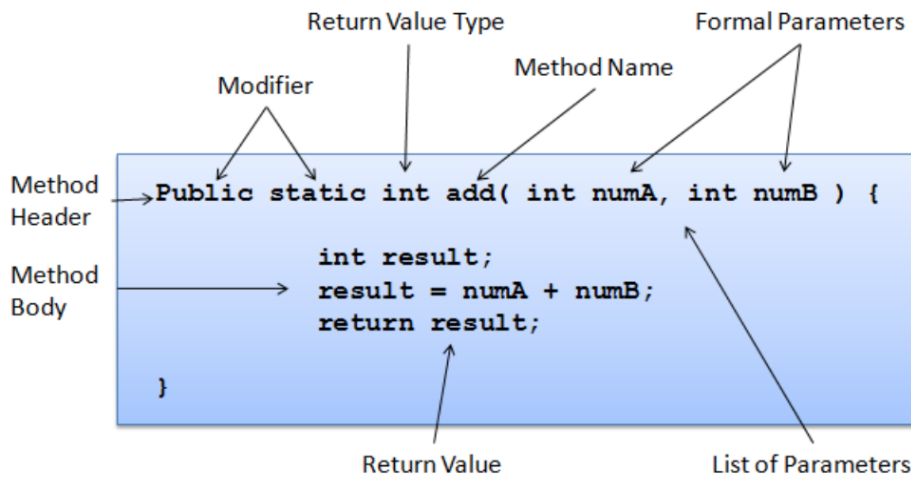 Return Value Type
Formal Parameters
Modifier
Method Name
Method
Header
Public static int add( int numA, int numB ) {
int result;
Method
Body
result = numA + numB;
return result;
}
Return Value
List of Parameters